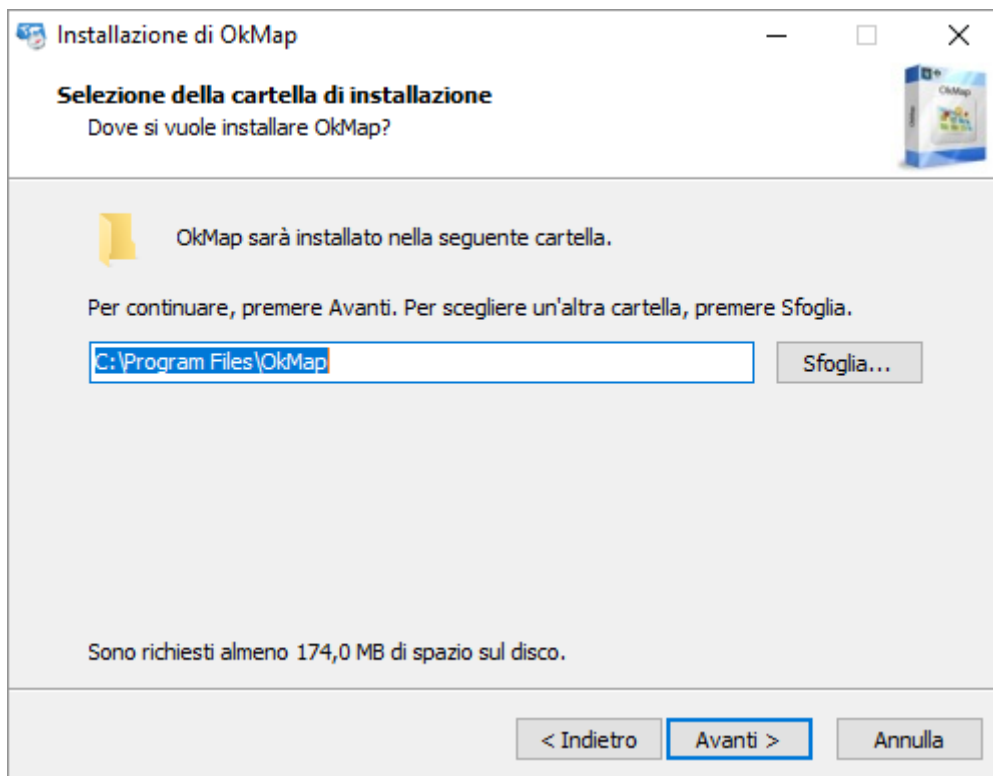 Installazione di OkMap
Selezione della cartella di installazione
Dove si vuole installare OkMap?
OkMap
OkMap sarà installato nella seguente cartella.
Per continuare, premere Avanti. Per scegliere un'altra cartella, premere Sfoglia.
C:\Program Files\OkMap
Sfoglia...
Sono richiesti almeno 174,0 MB di spazio sul disco.
< Indietro
Avanti >
Annulla